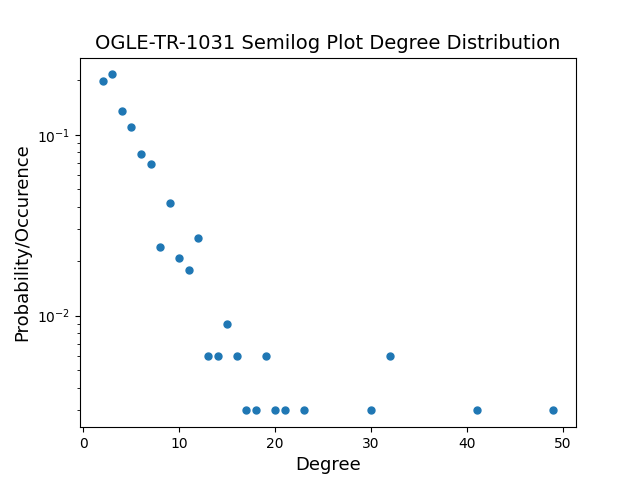 OGLE-TR-1031 Semilog Plot Degree Distribution
Probability/Occurence
10⁻¹
10⁻²
0 10 20 30 40 50
Degree